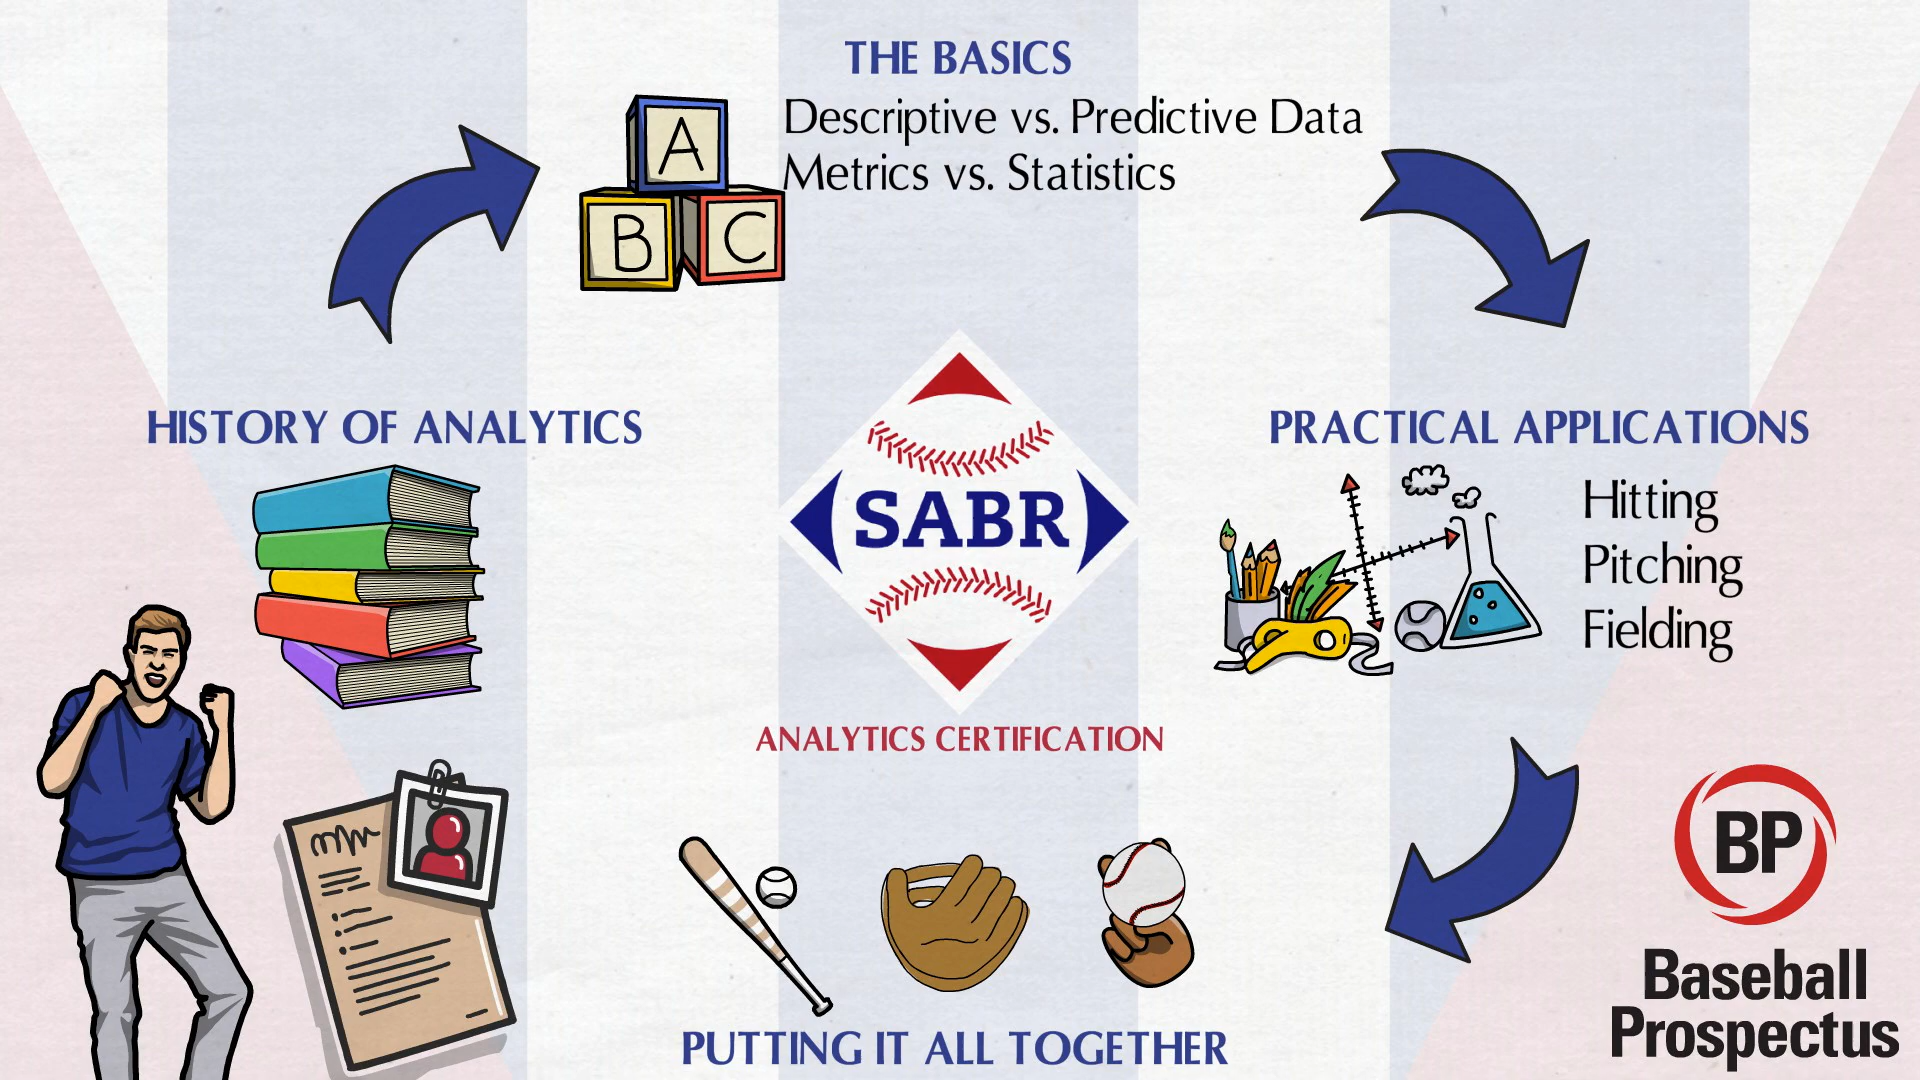 THE BASICS
Descriptive vs. Predictive Data
Metrics vs. Statistics
A
B
C
HISTORY OF ANALYTICS
SABR
ANALYTICS CERTIFICATION
PRACTICAL APPLICATIONS
Hitting
Pitching
Fielding
PUTTING IT ALL TOGETHER
BP
Baseball
Prospectus